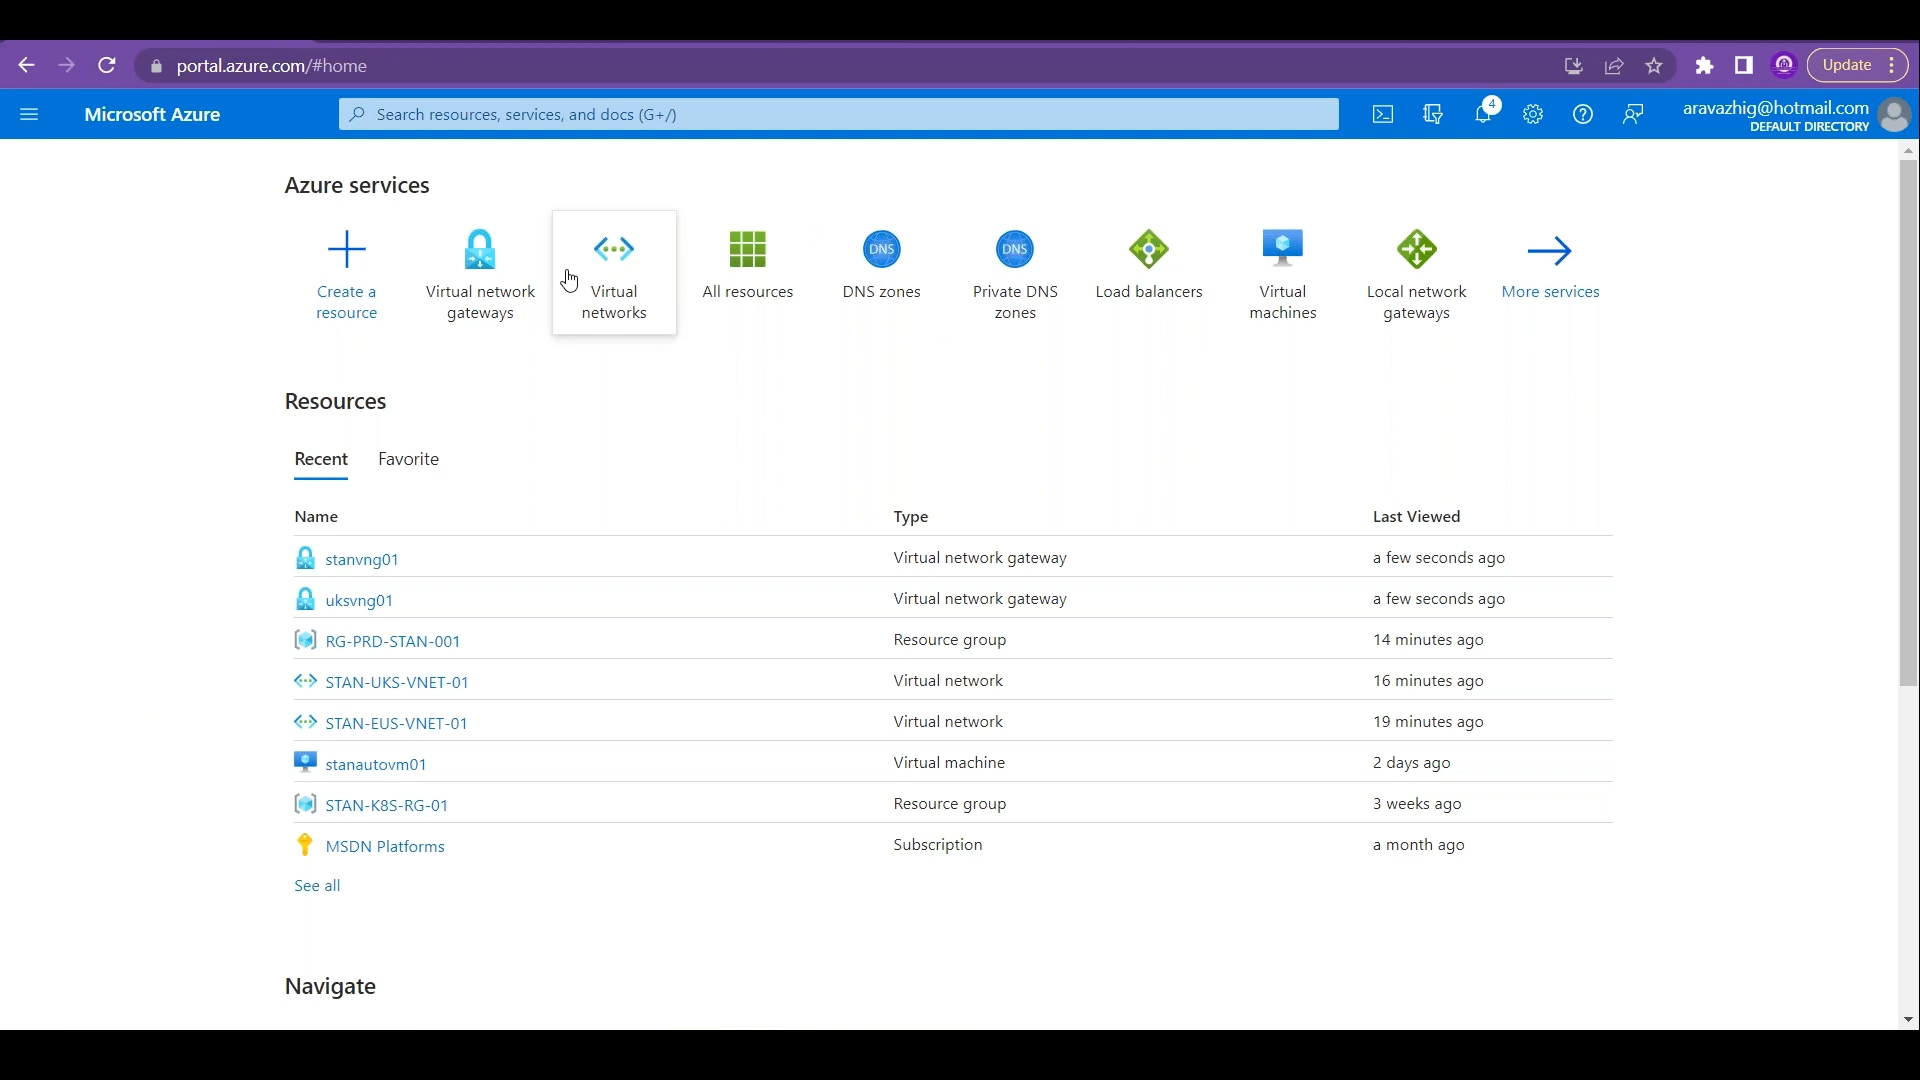 portal.azure.com/#home
Update
Microsoft Azure
Search resources, services, and docs (G+/)
4
aravazhig@hotmail.com
DEFAULT DIRECTORY
Azure services
Create a
resource
Virtual network
gateways
Virtual
networks
All resources
DNS
DNS zones
DNS
Private DNS
zones
Load balancers
Virtual
machines
Local network
gateways
More services
Resources
Recent
Favorite
Name
Type
Last Viewed
stanvng01
Virtual network gateway
a few seconds ago
uksvng01
Virtual network gateway
a few seconds ago
RG-PRD-STAN-001
Resource group
14 minutes ago
STAN-UKS-VNET-01
Virtual network
16 minutes ago
STAN-EUS-VNET-01
Virtual network
19 minutes ago
stanautovm01
Virtual machine
2 days ago
STAN-K8S-RG-01
Resource group
3 weeks ago
MSDN Platforms
Subscription
a month ago
See all
Navigate